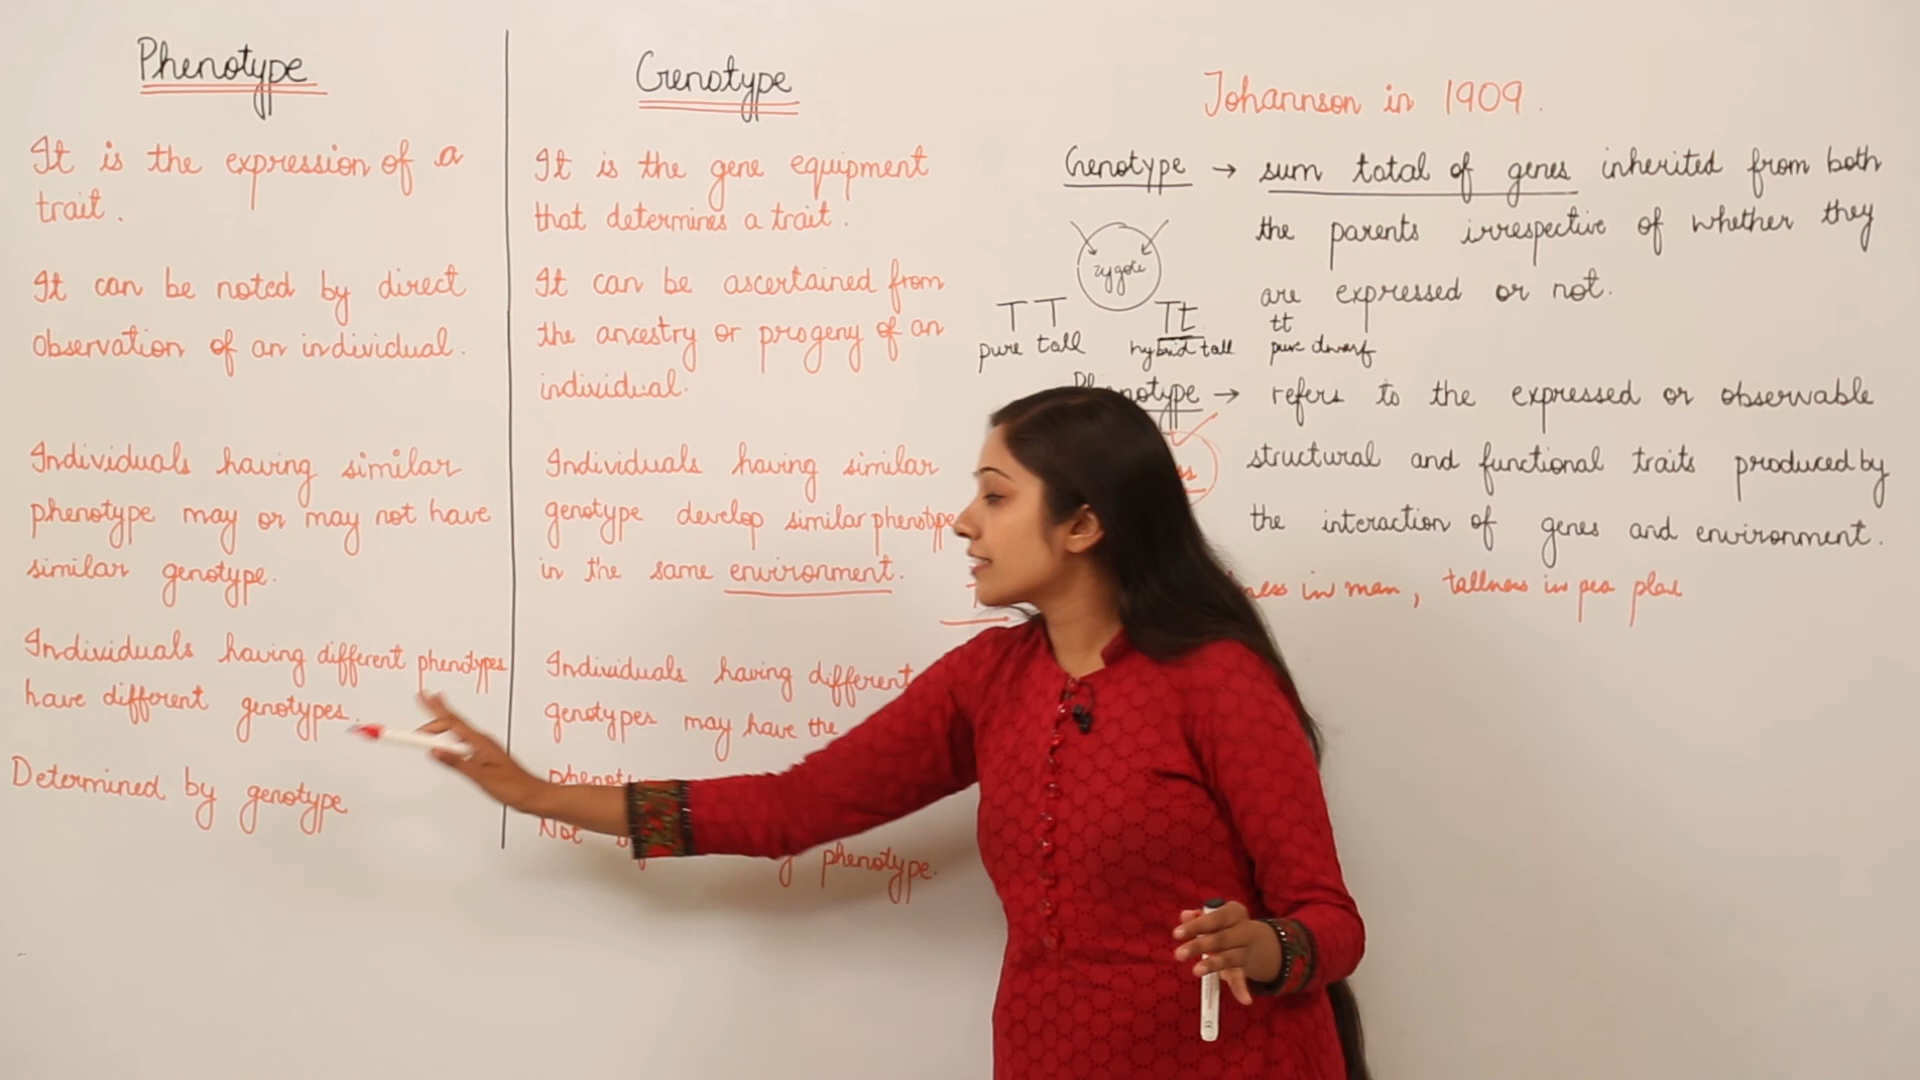 Phenotype
It is the expression of a
trait.
It can be noted by direct
observation of an individual.
Individuals having similar
phenotype may or may not have
similar genotype.
Individuals having different phenotypes
have different genotypes.
Determined by genotype
Genotype
It is the gene equipment
that determines a trait.
It can be ascertained from
the ancestry or progeny of an
individual.
Individuals having similar
genotype develop similar phenotype
in the same environment.
Individuals having different
genotypes may have the
Not
phenotype.
Johannson in 1909.
Genotype → sum total of genes inherited from both
the parents irrespective of whether they
are expressed or not.
zygote
TT
pure tall
Tt
hybrid tall
tt
pure dwarf
→ refers to the expressed or observable
structural and functional traits produced by
the interaction of genes and environment.
in man, tallness in pea